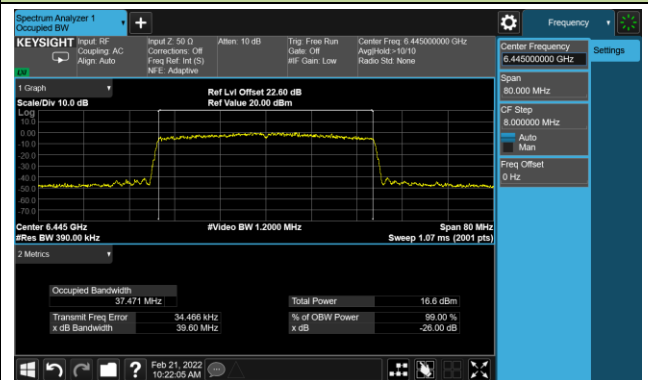 Spectrum Analyzer 1
Occupied BW
Frequency
KEYSIGHT
Input: RF
Coupling: AC
Align: Auto
Input Z: 50 Ω
Corrections: Off
Freq Ref: Int (S)
NFE: Adaptive
Atten: 10 dB
Trig: Free Run
Gate: Off
#IF Gain: Low
Center Freq: 6.445000000 GHz
Avg|Hold:>10/10
Radio Std: None
Center Frequency
6.445000000 GHz
Settings
Span
80.000 MHz
CF Step
8.000000 MHz
Auto
Man
Freq Offset
0 Hz
1 Graph
Scale/Div 10.0 dB
Ref Lvl Offset 22.60 dB
Ref Value 20.00 dBm
Log
10.0
0.00
-10.0
-20.0
-30.0
-40.0
-50.0
-60.0
-70.0
Center 6.445 GHz
#Res BW 390.00 kHz
#Video BW 1.2000 MHz
Span 80 MHz
Sweep 1.07 ms (2001 pts)
2 Metrics
Occupied Bandwidth
37.471 MHz
Total Power 16.6 dBm
Transmit Freq Error 34.466 kHz
% of OBW Power 99.00 %
x dB Bandwidth 39.60 MHz
x dB -26.00 dB
?
Feb 21, 2022
10:22:05 AM